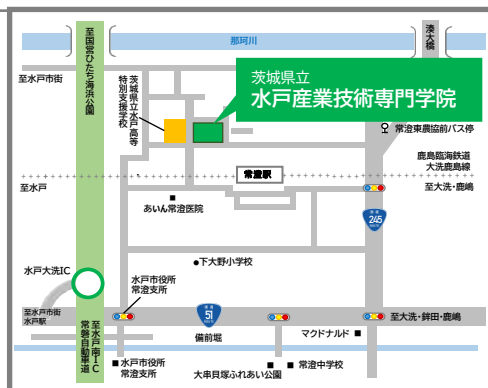 那珂川
湊大橋
至国営ひたち海浜公園
至水戸市街
茨城県立水戸高等
特別支援学校
茨城県立
水戸産業技術専門学院
常澄東農協前バス停
鹿島臨海鉄道
大洗鹿島線
常澄駅
至水戸
至大洗・鹿嶋
あいん常澄医院
国道
245
下大野小学校
水戸大洗IC
水戸市役所
常澄支所
至水戸市街
水戸駅
国道
51
至大洗・鉾田・鹿嶋
備前堀
マクドナルド
至水戸南IC
常磐自動車道
水戸市役所
常澄支所
大串貝塚ふれあい公園
常澄中学校